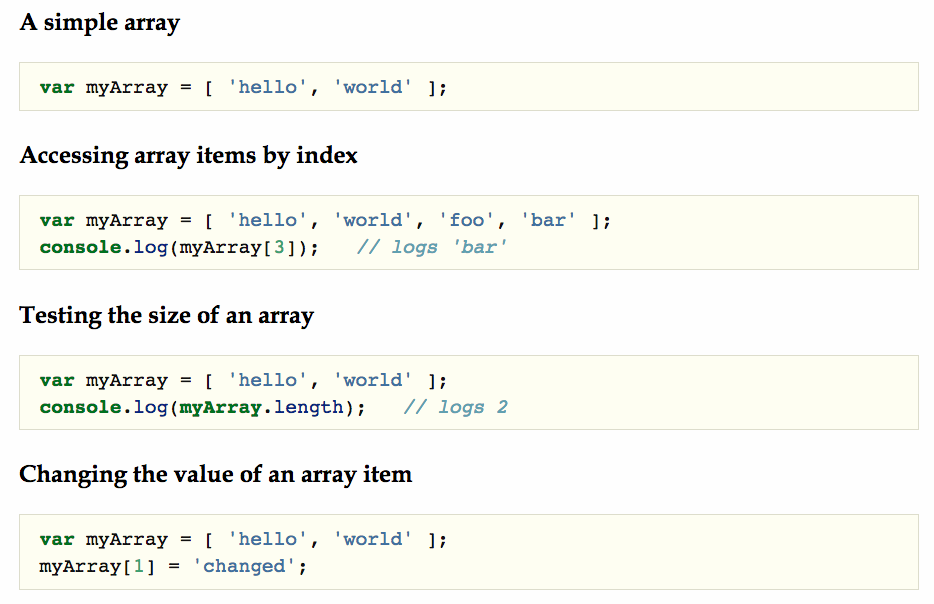 A simple array
var myArray = [ 'hello', 'world' ];
Accessing array items by index
var myArray = [ 'hello', 'world', 'foo', 'bar' ];
console.log(myArray[3]);   // logs 'bar'
Testing the size of an array
var myArray = [ 'hello', 'world' ];
console.log(myArray.length);   // logs 2
Changing the value of an array item
var myArray = [ 'hello', 'world' ];
myArray[1] = 'changed';